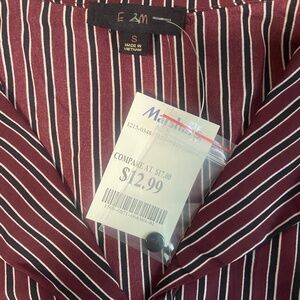 E M
S
MADE IN
VIETNAM
Marshalls
COMPARE AT $17.00
$12.99